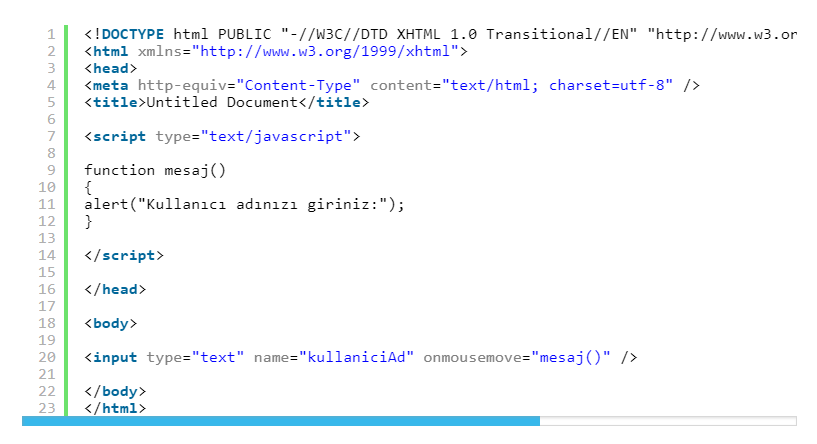 1 <!DOCTYPE html PUBLIC "-//W3C//DTD XHTML 1.0 Transitional//EN" "http://www.w3.or
2 <html xmlns="http://www.w3.org/1999/xhtml">
3 <head>
4 <meta http-equiv="Content-Type" content="text/html; charset=utf-8" />
5 <title>Untitled Document</title>
6
7 <script type="text/javascript">
8
9 function mesaj()
10 {
11 alert("Kullanıcı adınızı giriniz:");
12 }
13
14 </script>
15
16 </head>
17
18 <body>
19
20 <input type="text" name="kullaniciAd" onmousemove="mesaj()" />
21
22 </body>
23 </html>